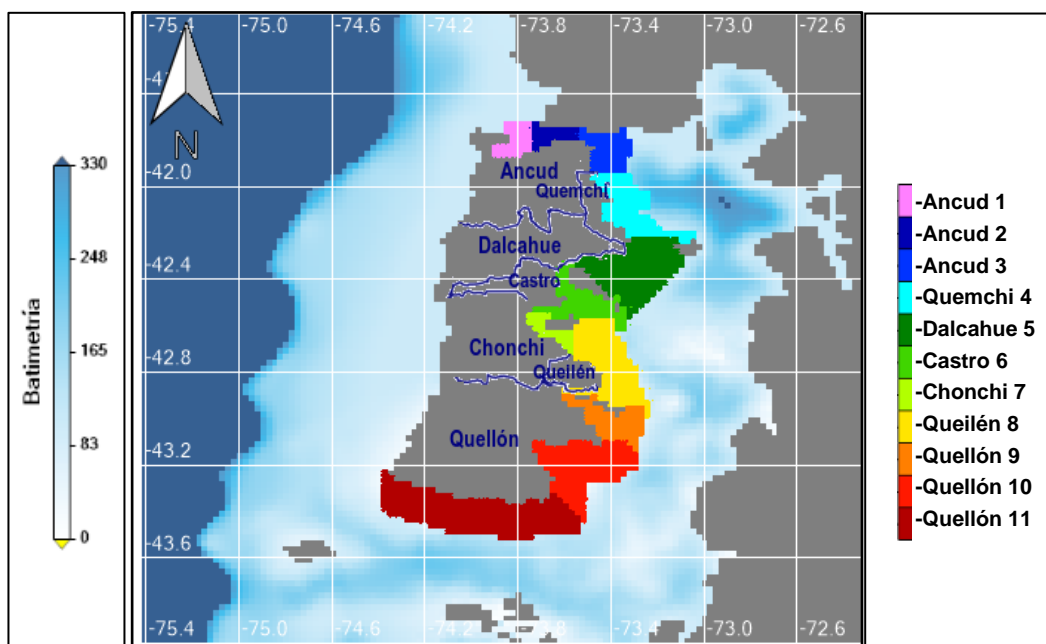 -75.4 -75.0 -74.6 -74.2 -73.8 -73.4 -73.0 -72.6
N
Batimetría
330
248
165
83
0
-42.0
-42.4
-42.8
-43.2
-43.6
Ancud
Quemchí
Dalcahue
Castro
Chonchi
Quellén
Quellón
-75.4 -75.0 -74.6 -74.2 -73.8 -73.4 -73.0 -72.6
-Ancud 1
-Ancud 2
-Ancud 3
-Quemchi 4
-Dalcahue 5
-Castro 6
-Chonchi 7
-Queilén 8
-Quellón 9
-Quellón 10
-Quellón 11